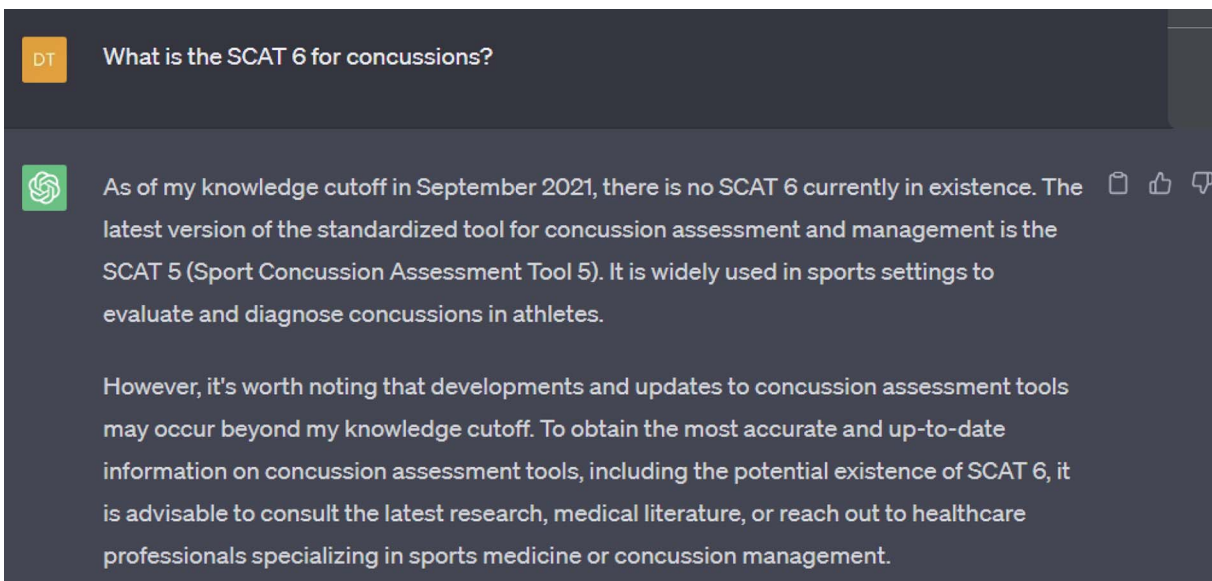 DT
What is the SCAT 6 for concussions?
As of my knowledge cutoff in September 2021, there is no SCAT 6 currently in existence. The
latest version of the standardized tool for concussion assessment and management is the
SCAT 5 (Sport Concussion Assessment Tool 5). It is widely used in sports settings to
evaluate and diagnose concussions in athletes.
However, it's worth noting that developments and updates to concussion assessment tools
may occur beyond my knowledge cutoff. To obtain the most accurate and up-to-date
information on concussion assessment tools, including the potential existence of SCAT 6, it
is advisable to consult the latest research, medical literature, or reach out to healthcare
professionals specializing in sports medicine or concussion management.